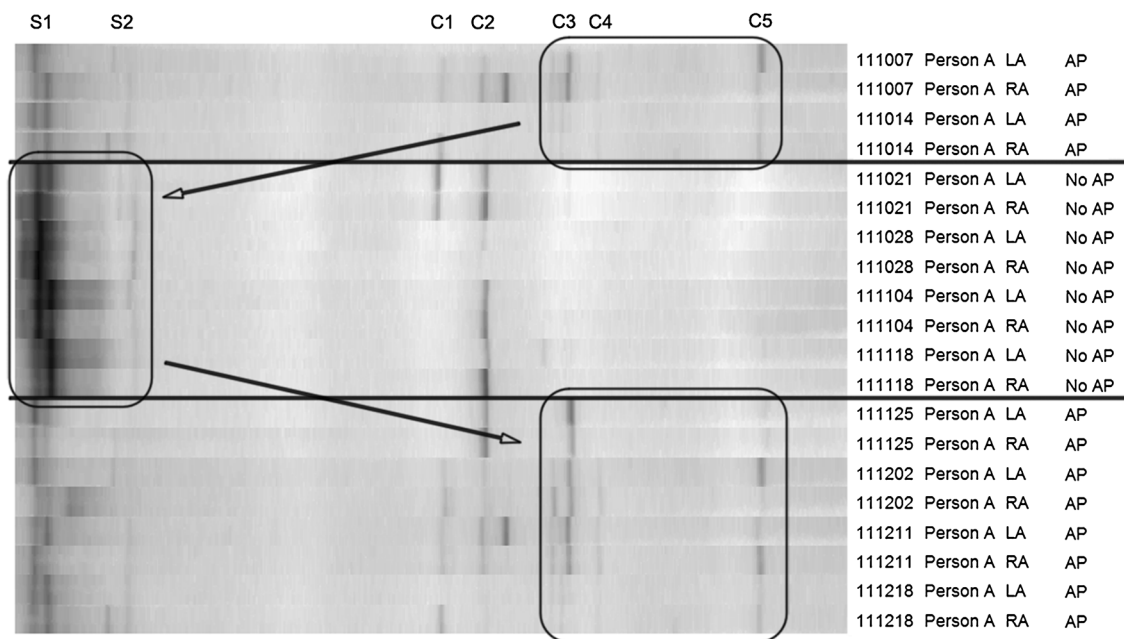 S1 S2 C1 C2 C3 C4 C5
111007 Person A LA AP
111007 Person A RA AP
111014 Person A LA AP
111014 Person A RA AP
111021 Person A LA No AP
111021 Person A RA No AP
111028 Person A LA No AP
111028 Person A RA No AP
111104 Person A LA No AP
111104 Person A RA No AP
111118 Person A LA No AP
111118 Person A RA No AP
111125 Person A LA AP
111125 Person A RA AP
111202 Person A LA AP
111202 Person A RA AP
111211 Person A LA AP
111211 Person A RA AP
111218 Person A LA AP
111218 Person A RA AP